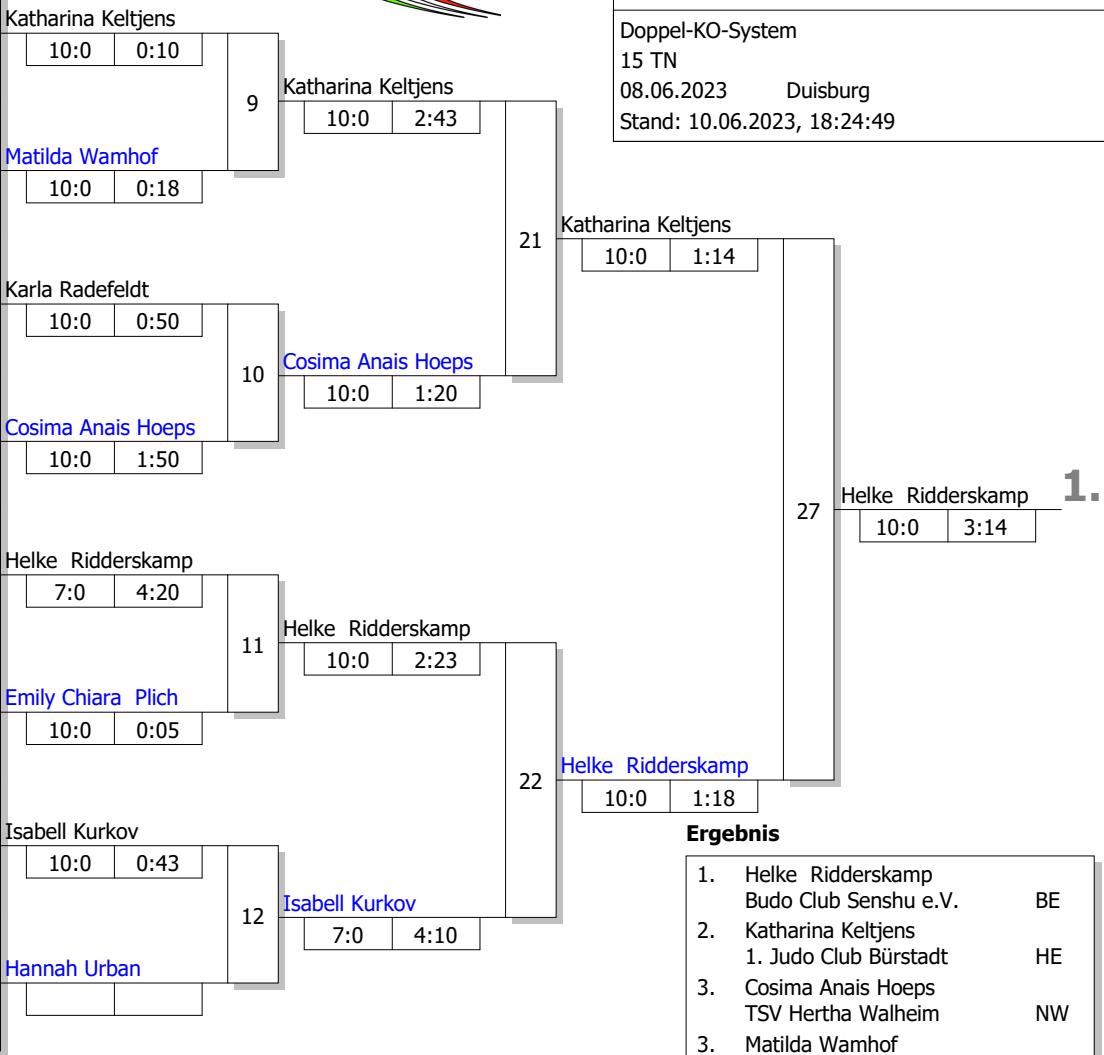 Doppel-KO-System
15 TN
08.06.2023 Duisburg
Stand: 10.06.2023, 18:24:49
Katharina Keltjens
10:0 0:10
9
Matilda Wamhof
10:0 0:18
Katharina Keltjens
10:0 2:43
21
Karla Radefeldt
10:0 0:50
10
Cosima Anais Hoeps
10:0 1:50
Cosima Anais Hoeps
10:0 1:20
Katharina Keltjens
10:0 1:14
27
Helke Ridderskamp 1.
10:0 3:14
Helke Ridderskamp
7:0 4:20
11
Emily Chiara Plich
10:0 0:05
Helke Ridderskamp
10:0 2:23
22
Isabell Kurkov
10:0 0:43
12
Hannah Urban
Isabell Kurkov
7:0 4:10
Helke Ridderskamp
10:0 1:18
Ergebnis
1. Helke Ridderskamp
Budo Club Senshu e.V. BE
2. Katharina Keltjens
1. Judo Club Bürstadt HE
3. Cosima Anais Hoeps
TSV Hertha Walheim NW
3. Matilda Wamhof